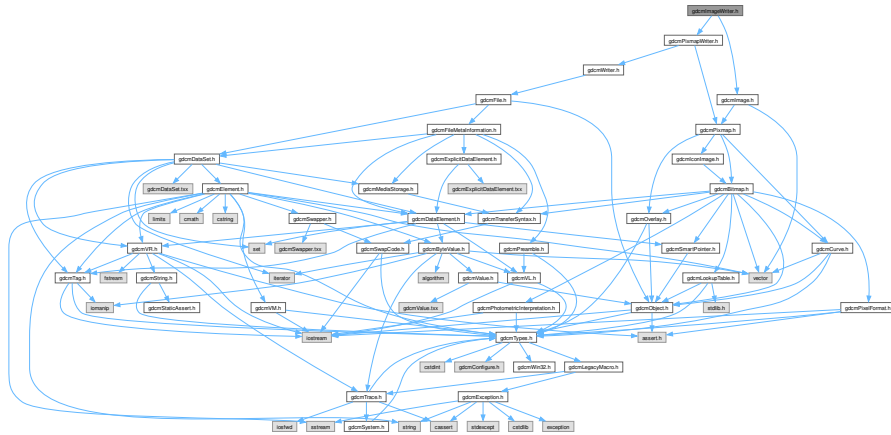 gdcmImageWriter.h
gdcmPixmapWriter.h
gdcmWriter.h
gdcmFile.h
gdcmImage.h
gdcmFileMetaInformation.h
gdcmPixmap.h
gdcmDataSet.h
gdcmExplicitDataElement.h
gdcmIconImage.h
gdcmDataSet.txx
gdcmElement.h
gdcmMediaStorage.h
gdcmExplicitDataElement.txx
gdcmBitmap.h
limits
cmath
cstring
gdcmSwapper.h
gdcmDataElement.h
gdcmTransferSyntax.h
gdcmOverlay.h
gdcmVR.h
set
gdcmSwapper.txx
gdcmSwapCode.h
gdcmByteValue.h
gdcmPreamble.h
gdcmSmartPointer.h
gdcmCurve.h
gdcmTag.h
fstream
gdcmString.h
iterator
algorithm
gdcmValue.h
gdcmVL.h
gdcmLookupTable.h
vector
iomanip
gdcmStaticAssert.h
gdcmVM.h
gdcmValue.txx
gdcmPhotometricInterpretation.h
gdcmObject.h
stdlib.h
gdcmPixelFormat.h
iostream
gdcmTypes.h
assert.h
cstdint
gdcmConfigure.h
gdcmWin32.h
gdcmLegacyMacro.h
gdcmTrace.h
gdcmException.h
iosfwd
sstream
gdcmSystem.h
string
cassert
stdexcept
cstdlib
exception